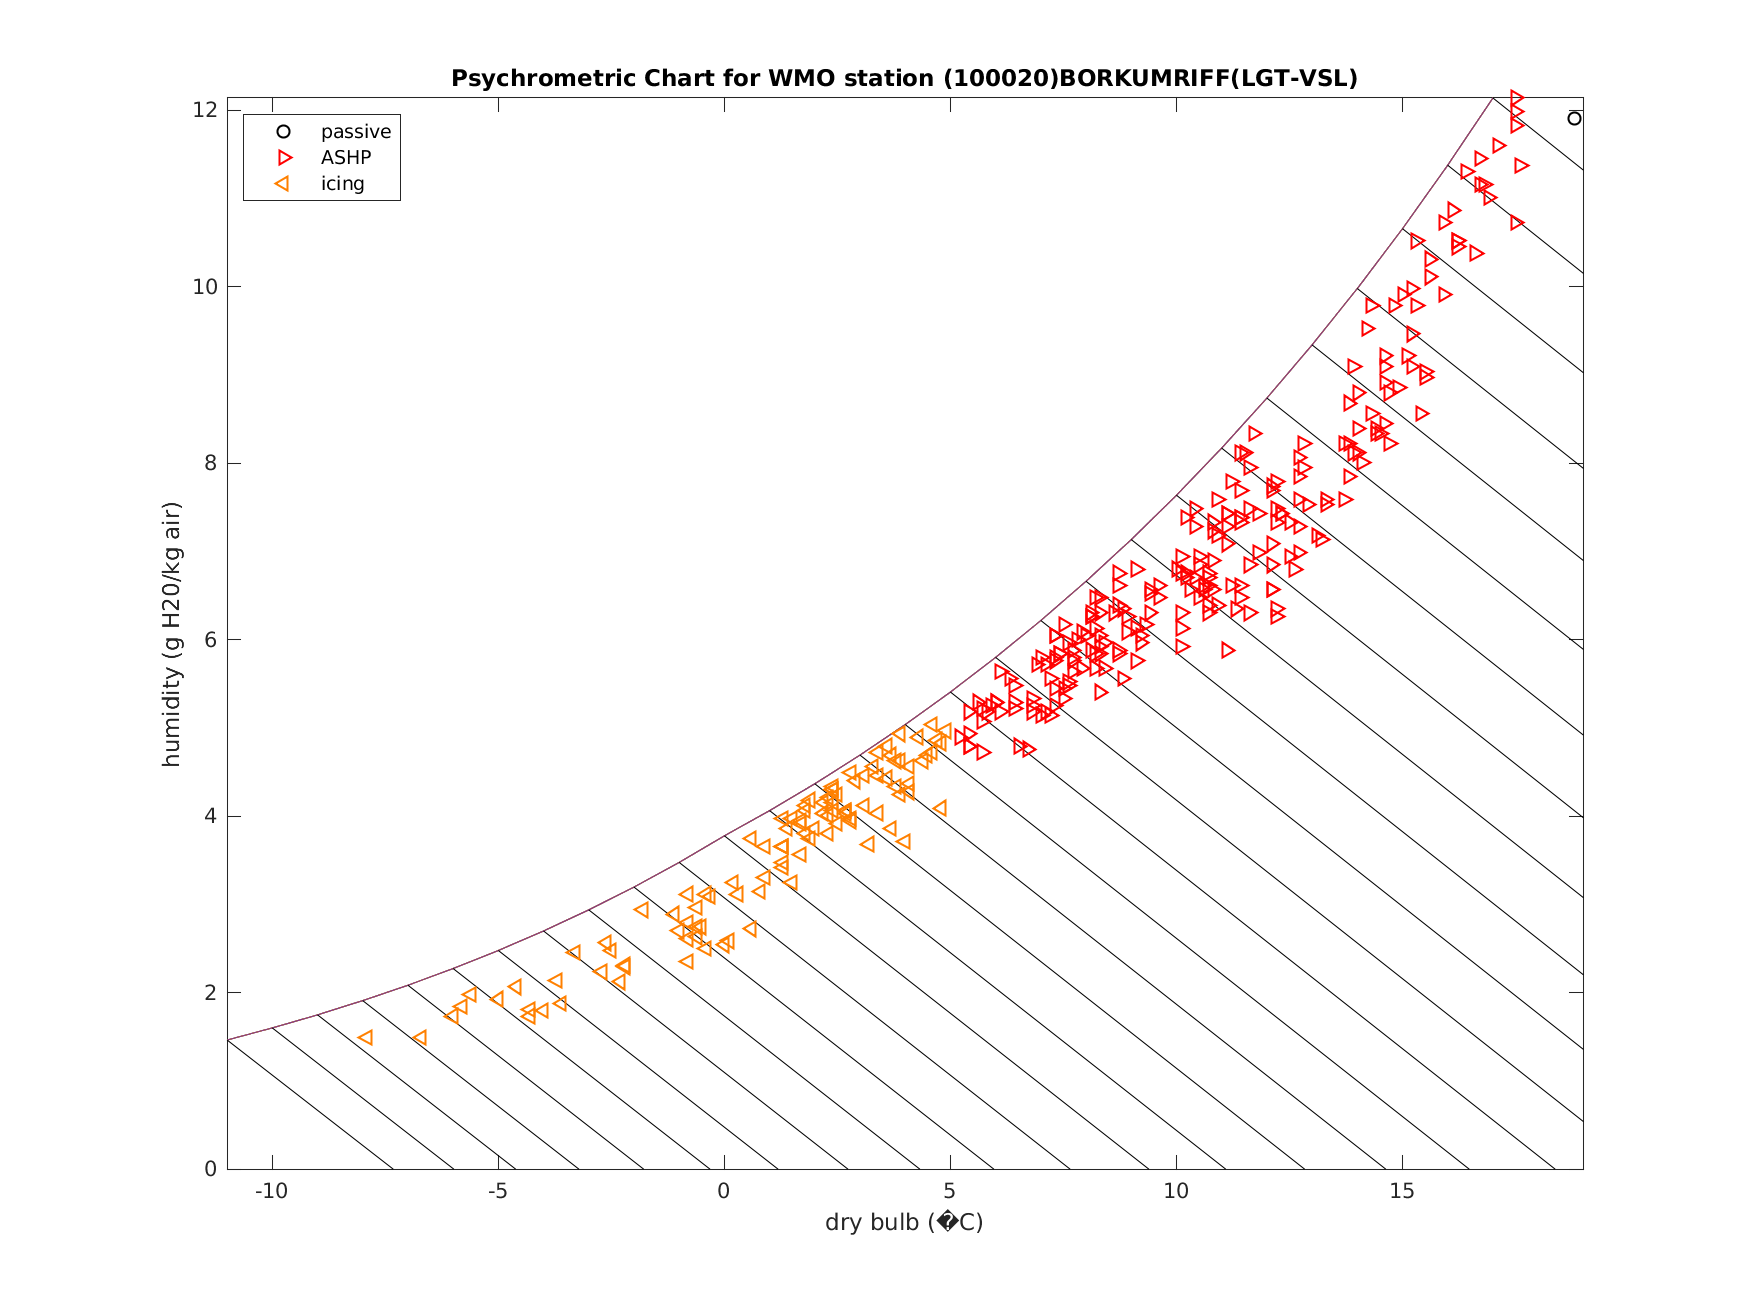 Psychrometric Chart for WMO station (100020)BORKUMRIFF(LGT-VSL)
passive
ASHP
icing
12
10
8
6
4
2
0
humidity (g H20/kg air)
-10
-5
0
5
10
15
dry bulb (�C)